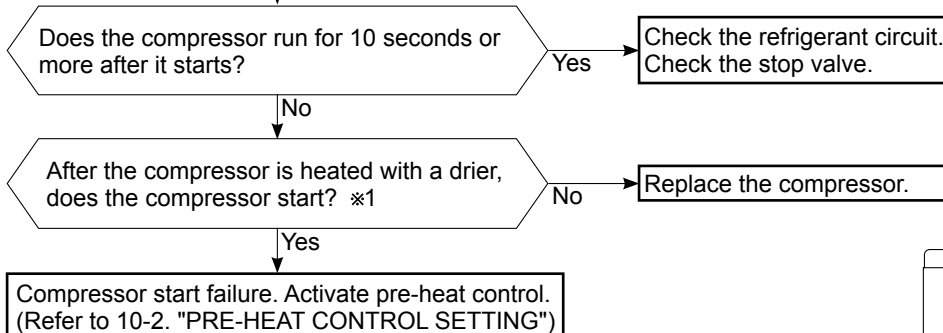 Does the compressor run for 10 seconds or
more after it starts?
Yes
Check the refrigerant circuit.
Check the stop valve.
No
After the compressor is heated with a drier,
does the compressor start? ※1
No
Replace the compressor.
Yes
Compressor start failure. Activate pre-heat control.
(Refer to 10-2. "PRE-HEAT CONTROL SETTING")